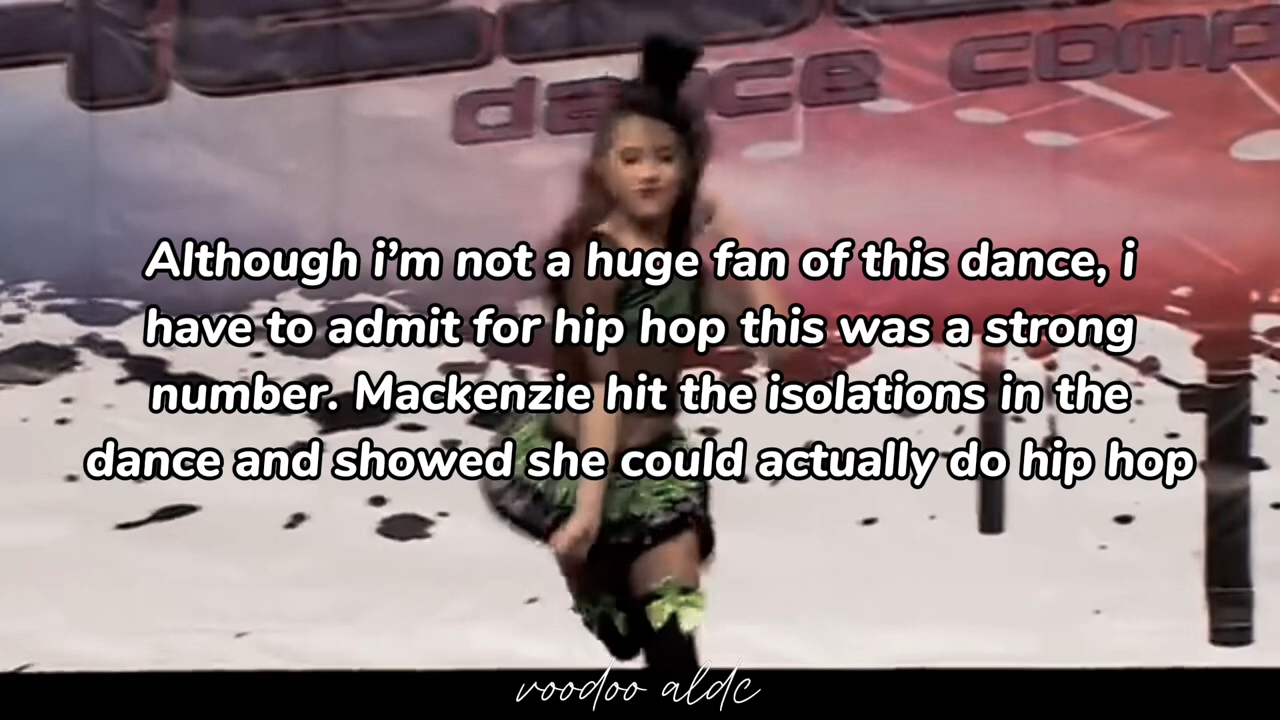 dance comp
Although i’m not a huge fan of this dance, i
have to admit for hip hop this was a strong
number. Mackenzie hit the isolations in the
dance and showed she could actually do hip hop
voodoo aldc